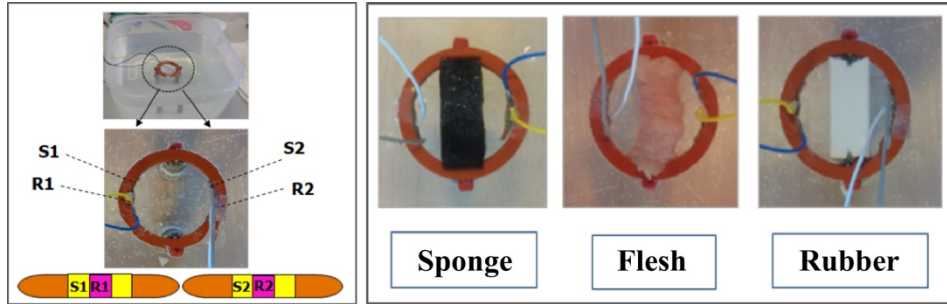 S1
S2
R1
R2
S1 R1
S2 R2
Sponge
Flesh
Rubber